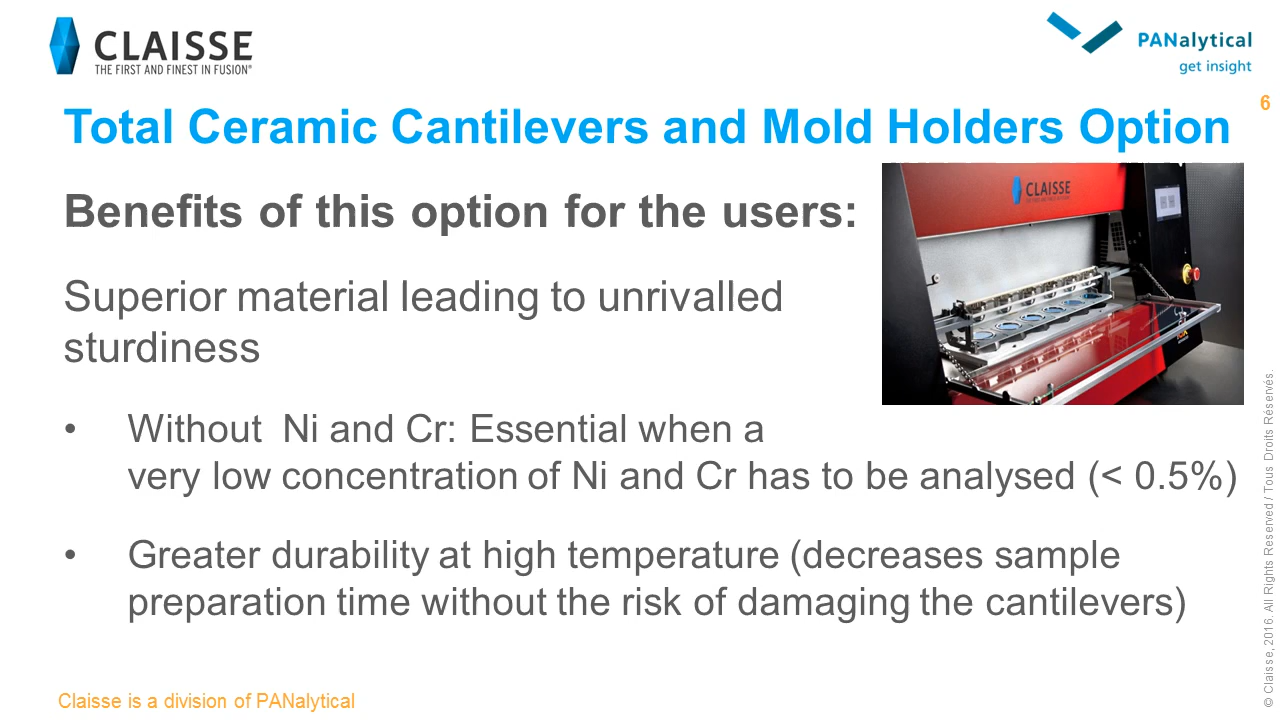 CLAISSE
THE FIRST AND FINEST IN FUSION®
PANalytical
get insight
6
Total Ceramic Cantilevers and Mold Holders Option
Benefits of this option for the users:
CLAISSE
Superior material leading to unrivalled
sturdiness
• Without Ni and Cr: Essential when a
very low concentration of Ni and Cr has to be analysed (< 0.5%)
• Greater durability at high temperature (decreases sample
preparation time without the risk of damaging the cantilevers)
Claisse is a division of PANalytical
© Claisse, 2016. All Rights Reserved / Tous Droits Réservés.